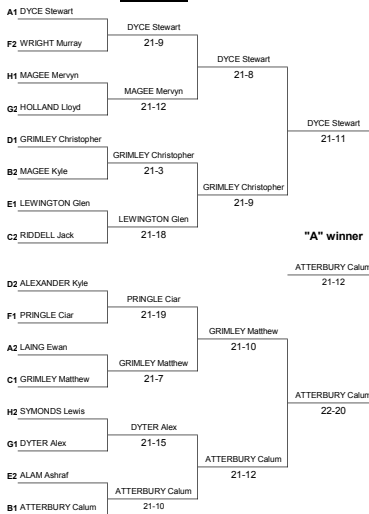 A1 DYCE Stewart
DYCE Stewart
21-9
F2 WRIGHT Murray
DYCE Stewart
21-8
H1 MAGEE Mervyn
MAGEE Mervyn
21-12
G2 HOLLAND Lloyd
DYCE Stewart
21-11
D1 GRIMLEY Christopher
GRIMLEY Christopher
21-3
B2 MAGEE Kyle
GRIMLEY Christopher
21-9
E1 LEWINGTON Glen
LEWINGTON Glen
21-18
C2 RIDDELL Jack
"A" winner
ATTERBURY Calum
21-12
D2 ALEXANDER Kyle
PRINGLE Ciar
21-19
F1 PRINGLE Ciar
GRIMLEY Matthew
21-10
A2 LAING Ewan
GRIMLEY Matthew
21-7
C1 GRIMLEY Matthew
ATTERBURY Calum
22-20
H2 SYMONDS Lewis
DYTER Alex
21-15
G1 DYTER Alex
ATTERBURY Calum
21-12
E2 ALAM Ashraf
ATTERBURY Calum
21-10
B1 ATTERBURY Calum